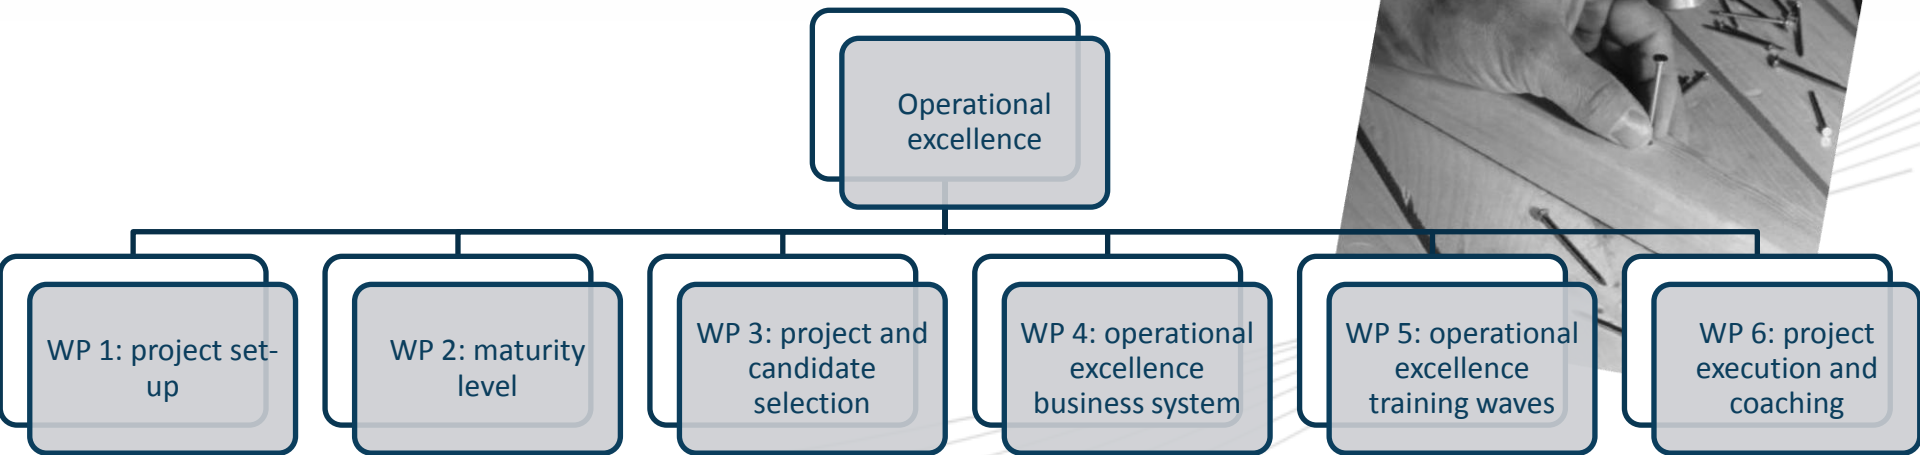 Operational
excellence
WP 1: project set-
up
WP 2: maturity
level
WP 3: project and
candidate
selection
WP 4: operational
excellence
business system
WP 5: operational
excellence
training waves
WP 6: project
execution and
coaching